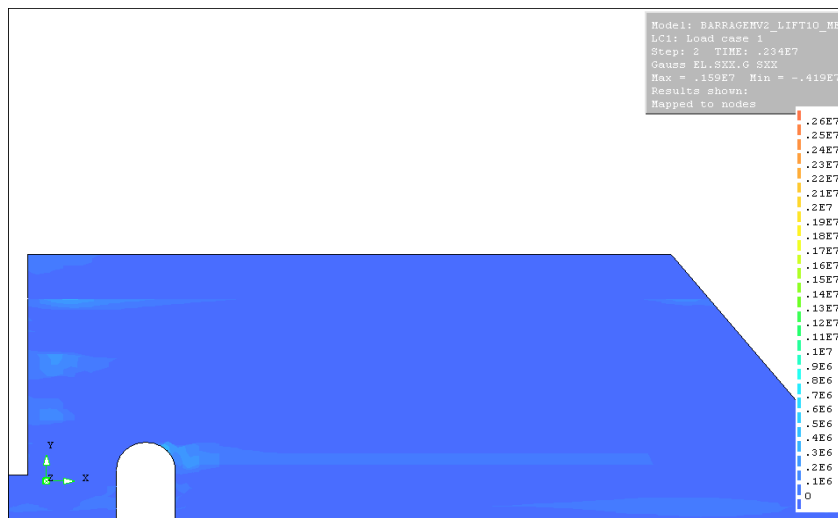 Model: BARRAGEMV2_LIFT10_ME
LC1: Load case 1
Step: 2 TIME: .234E7
Gauss EL.SXX.G SXX
Max = .159E7 Min = -.419E7
Results shown:
Mapped to nodes
.26E7
.25E7
.24E7
.23E7
.22E7
.21E7
.2E7
.19E7
.18E7
.17E7
.16E7
.15E7
.14E7
.13E7
.12E7
.11E7
.1E7
.9E6
.8E6
.7E6
.6E6
.5E6
.4E6
.3E6
.2E6
.1E6
0
Y
Z X